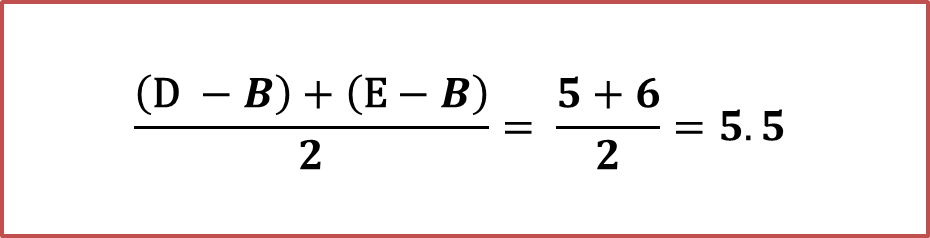 (D − B) + (E − B) / 2 = 5 + 6 / 2 = 5.5